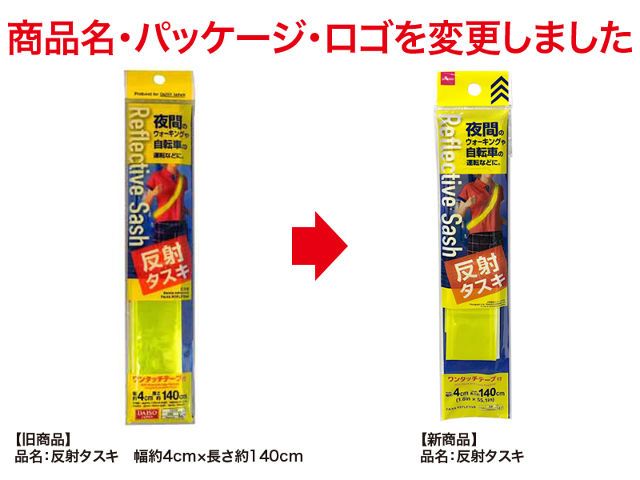 商品名・パッケージ・ロゴを変更しました
Produced for DAISO JAPAN
夜間の
ウォーキングや
自転車の
運転などに。
Reflective Sash
反射
タスキ
ワンタッチテープ付
幅約4cm×長さ約140cm
DAISO
JAPAN
夜間の
ウォーキングや
自転車の
運転などに。
Reflective Sash
反射
タスキ
ワンタッチテープ付
4cm 140cm
(1.6in × 55.1in)
【旧商品】
品名：反射タスキ　幅約4cm×長さ約140cm
【新商品】
品名：反射タスキ